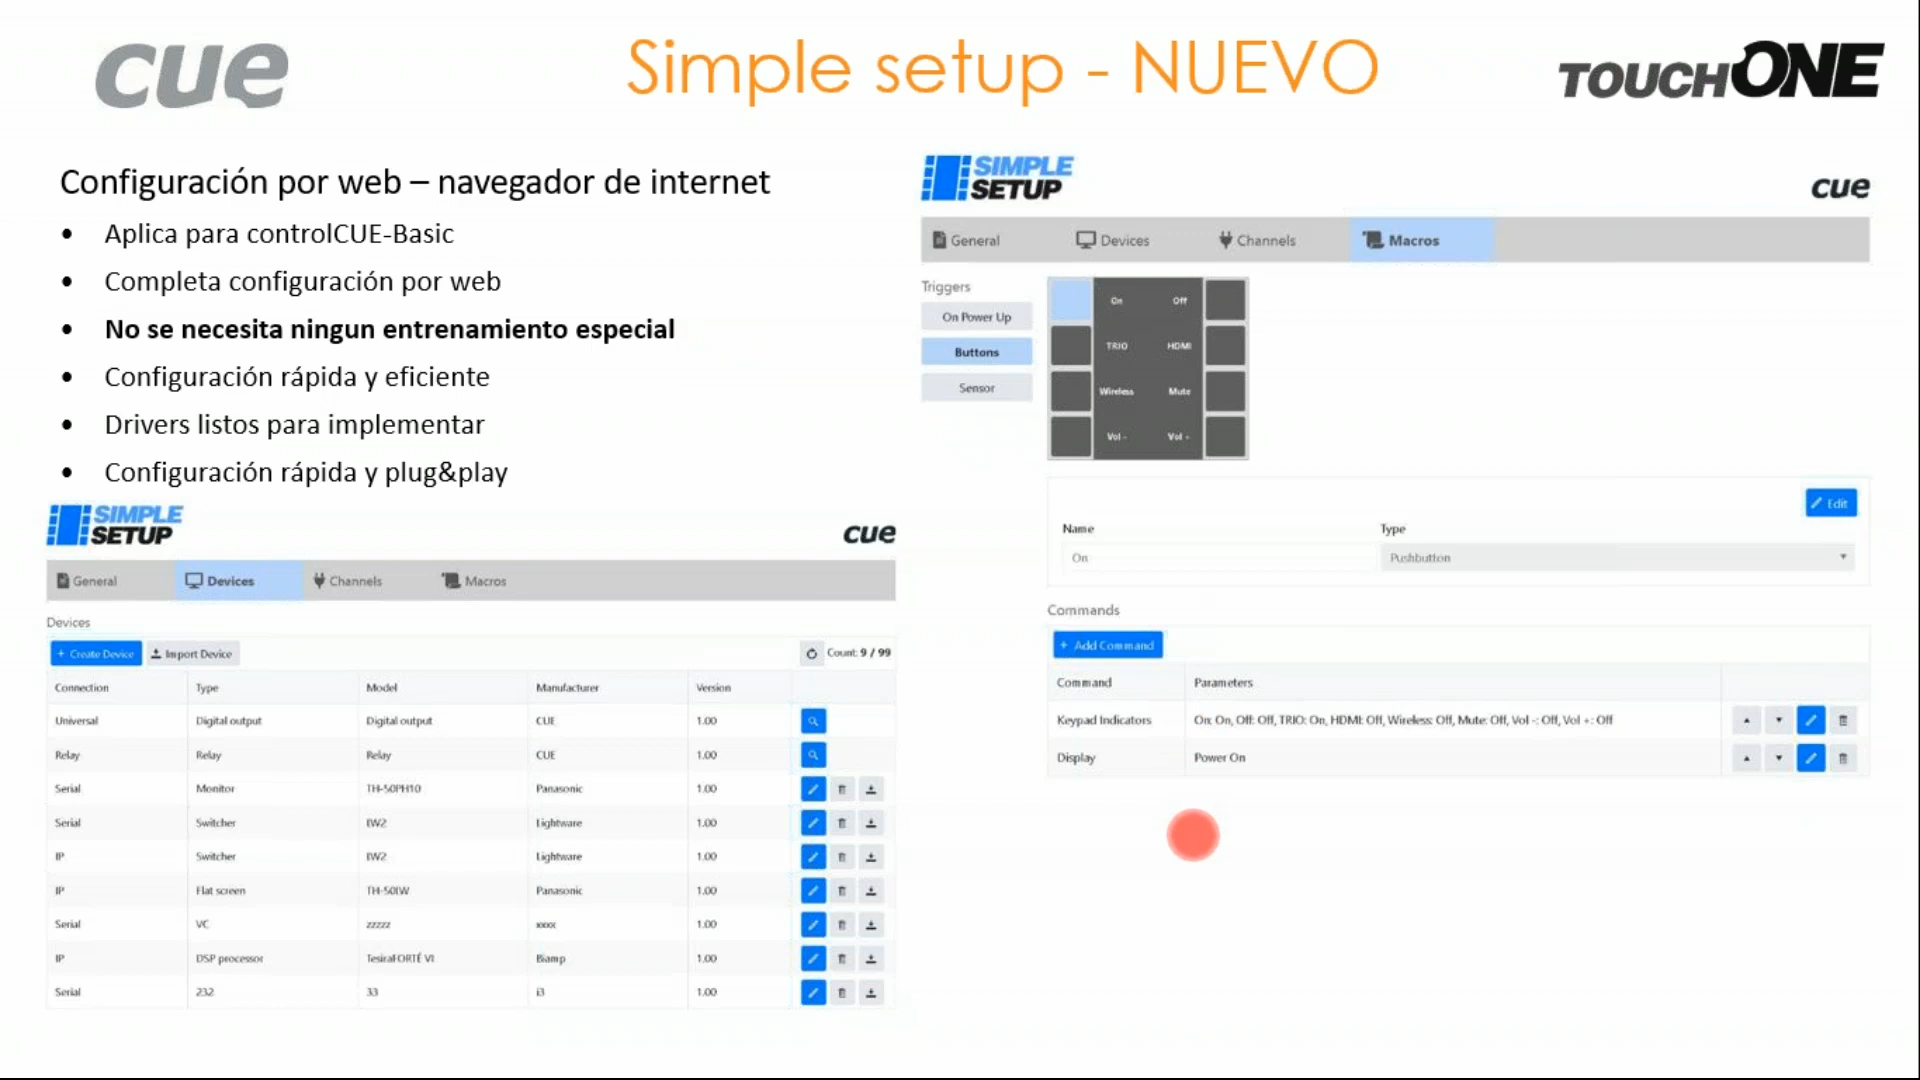 cue
Simple setup - NUEVO
TOUCHONE
Configuración por web – navegador de internet
• Aplica para controlCUE-Basic
• Completa configuración por web
• No se necesita ningun entrenamiento especial
• Configuración rápida y eficiente
• Drivers listos para implementar
• Configuración rápida y plug&play
SIMPLE
SETUP
cue
General Devices Channels Macros
Devices
+ Create Device Import Device Count: 9 / 99
Connection Type Model Manufacturer Version
Universal Digital output Digital output CUE 1.00
Relay Relay Relay CUE 1.00
Serial Monitor TH-50PH10 Panasonic 1.00
Serial Switcher IW2 Lightware 1.00
IP Switcher IW2 Lightware 1.00
IP Flat screen TH-50LW Panasonic 1.00
Serial VC zzzzz xxxx 1.00
IP DSP processor TesiraFORTÉ VI Biamp 1.00
Serial 232 33 i3 1.00
SIMPLE
SETUP
cue
General Devices Channels Macros
Triggers
On Power Up
Buttons
Sensor
On Off
TRIO HDMI
Wireless Mute
Vol - Vol +
Edit
Name Type
On Pushbutton
Commands
+ Add Command
Command Parameters
Keypad Indicators On: On, Off: Off, TRIO: On, HDMI: Off, Wireless: Off, Mute: Off, Vol -: Off, Vol +: Off
Display Power On